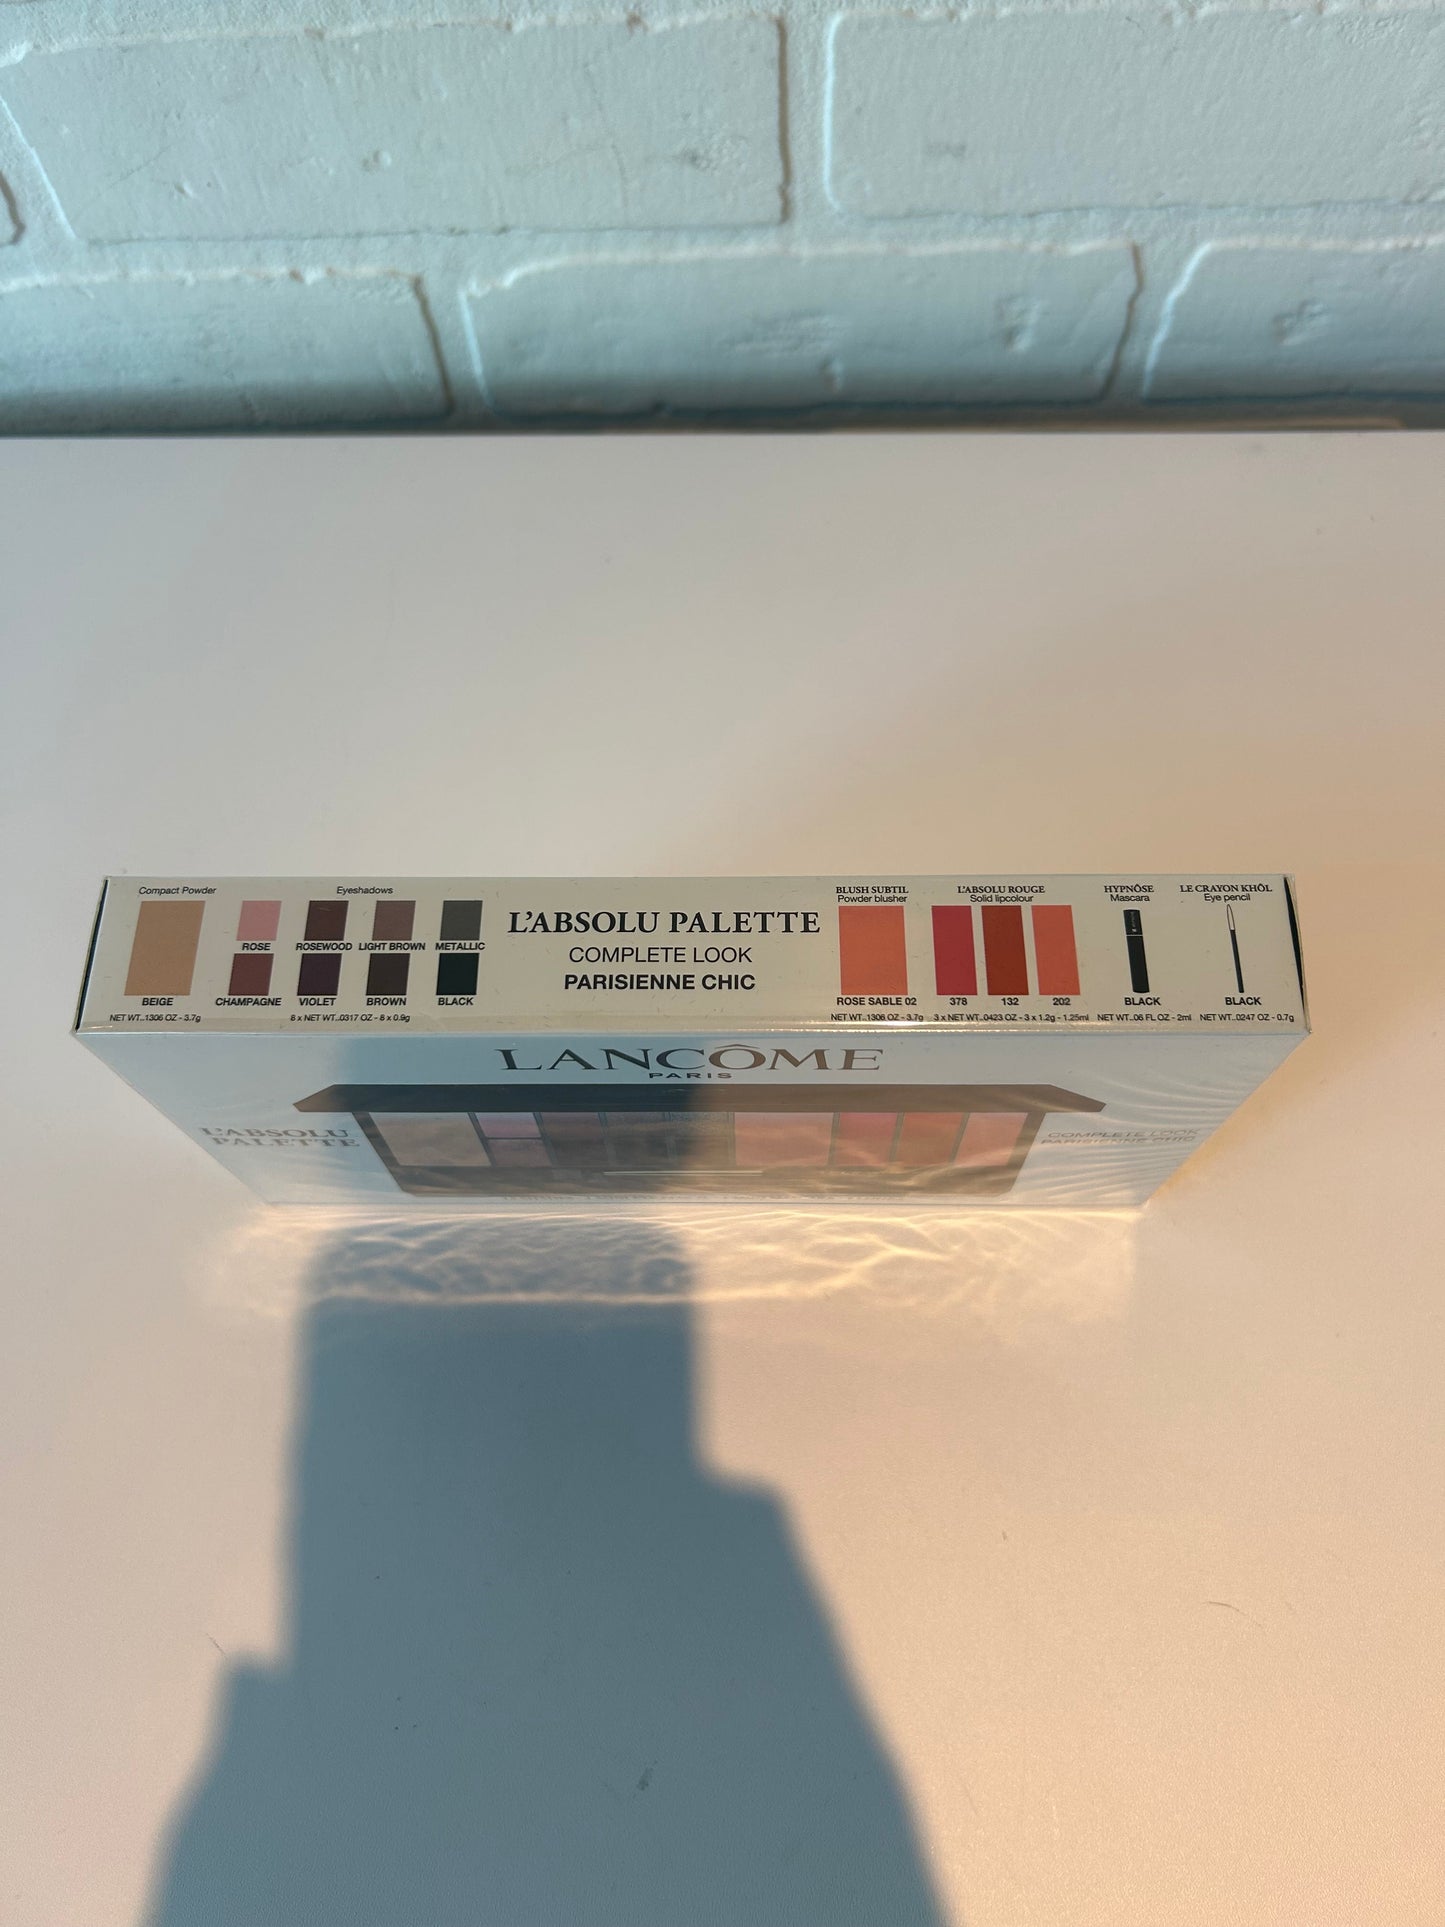 Compact Powder
BEIGE
NET WT..1306 OZ - 3.7g
Eyeshadows
ROSE ROSEWOOD LIGHT BROWN METALLIC
CHAMPAGNE VIOLET BROWN BLACK
8 x NET WT..0317 OZ - 8 x 0.9g
L'ABSOLU PALETTE
COMPLETE LOOK
PARISIENNE CHIC
BLUSH SUBTIL
Powder blusher
ROSE SABLE 02
NET WT..1306 OZ - 3.7g
L'ABSOLU ROUGE
Solid lipcolour
378 132 202
3 x NET WT..0423 OZ - 3 x 1.2g - 1.25ml
HYPNÔSE
Mascara
BLACK
NET WT..06 FL OZ - 2ml
LE CRAYON KHÔL
Eye pencil
BLACK
NET WT..0247 OZ - 0.7g
LANCÔME
PARIS
L'ABSOLU
PALETTE
COMPLETE LOOK
PARISIENNE CHIC